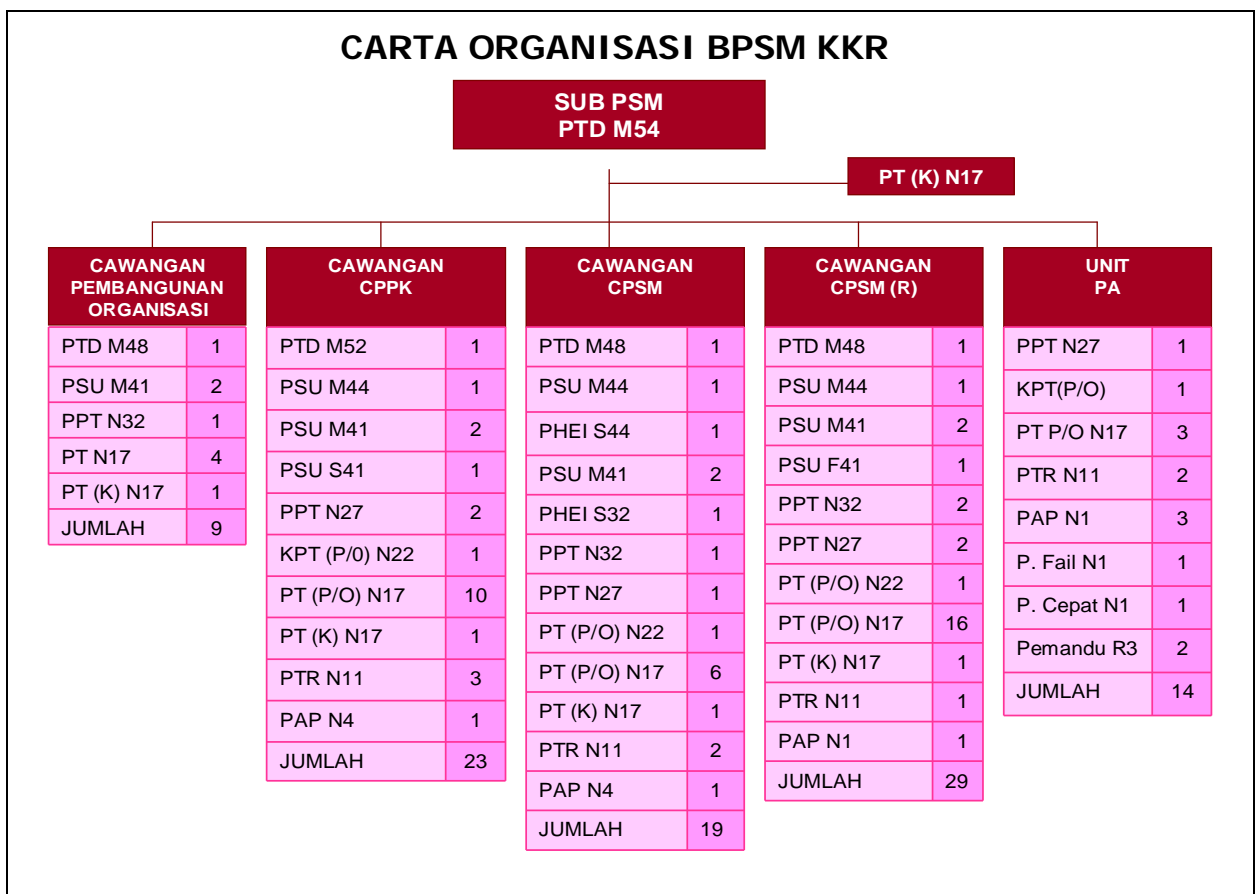 CARTA ORGANISASI BPSM KKR
SUB PSM
PTD M54
PT (K) N17
CAWANGAN
PEMBANGUNAN
ORGANISASI
PTD M48 1
PSU M41 2
PPT N32 1
PT N17 4
PT (K) N17 1
JUMLAH 9
CAWANGAN
CPPK
PTD M52 1
PSU M44 1
PSU M41 2
PSU S41 1
PPT N27 2
KPT (P/0) N22 1
PT (P/O) N17 10
PT (K) N17 1
PTR N11 3
PAP N4 1
JUMLAH 23
CAWANGAN
CPSM
PTD M48 1
PSU M44 1
PHEI S44 1
PSU M41 2
PHEI S32 1
PPT N32 1
PPT N27 1
PT (P/O) N22 1
PT (P/O) N17 6
PT (K) N17 1
PTR N11 2
PAP N4 1
JUMLAH 19
CAWANGAN
CPSM (R)
PTD M48 1
PSU M44 1
PSU M41 2
PSU F41 1
PPT N32 2
PPT N27 2
PT (P/O) N22 1
PT (P/O) N17 16
PT (K) N17 1
PTR N11 1
PAP N1 1
JUMLAH 29
UNIT
PA
PPT N27 1
KPT(P/O) 1
PT P/O N17 3
PTR N11 2
PAP N1 3
P. Fail N1 1
P. Cepat N1 1
Pemandu R3 2
JUMLAH 14